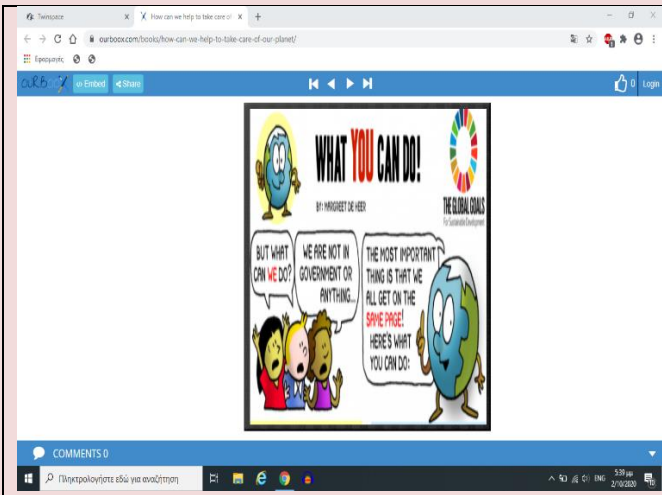 Twinspace
How can we help to take care of
ourboox.com/books/how-can-we-help-to-take-care-of-our-planet/
Εφαρμογές
OURBOOX
Embed
Share
0
Login
WHAT YOU CAN DO!
BY: MARGREET DE HEER
THE GLOBAL GOALS
For Sustainable Development
BUT WHAT
CAN WE DO?
WE ARE NOT IN
GOVERNMENT OR
ANYTHING...
THE MOST IMPORTANT
THING IS THAT WE
ALL GET ON THE
SAME PAGE!
HERE'S WHAT
YOU CAN DO:
COMMENTS 0
Πληκτρολογήστε εδώ για αναζήτηση
ENG
5:39 μμ
2/10/2020